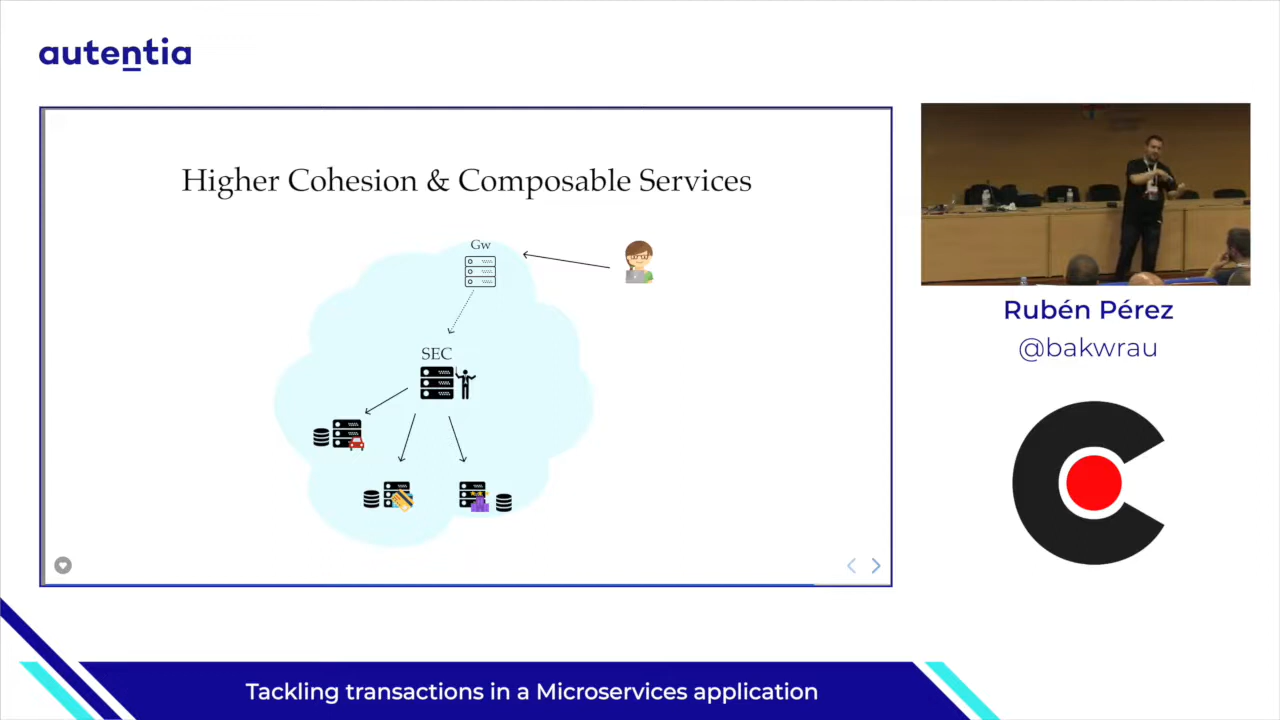 autentia
Higher Cohesion & Composable Services
Gw
SEC
Rubén Pérez
@bakwrau
Tackling transactions in a Microservices application